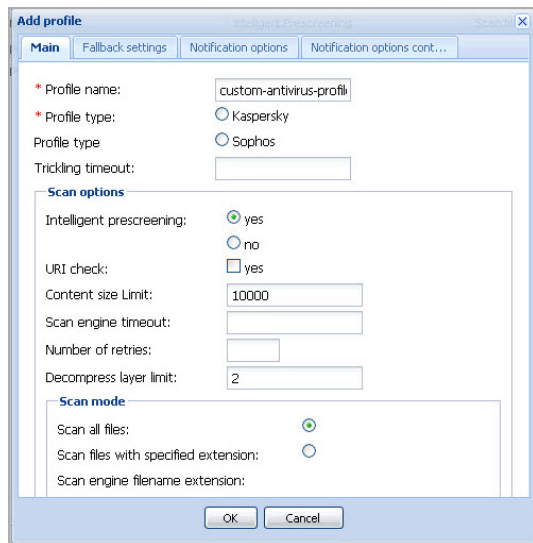 Add profile
Intelligent Prescreening
Main
Fallback settings
Notification options
Notification options cont...
* Profile name:
custom-antivirus-profil
* Profile type:
Kaspersky
Profile type
Sophos
Trickling timeout:
Scan options
Intelligent prescreening:
yes
no
URI check:
yes
Content size Limit:
10000
Scan engine timeout:
Number of retries:
Decompress layer limit:
2
Scan mode
Scan all files:
Scan files with specified extension:
Scan engine filename extension:
OK
Cancel